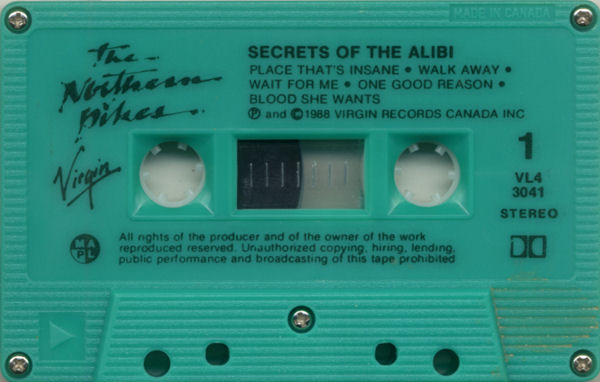 MADE IN CANADA
The
Northern
Pikes
Virgin
SECRETS OF THE ALIBI
PLACE THAT'S INSANE • WALK AWAY •
WAIT FOR ME • ONE GOOD REASON •
BLOOD SHE WANTS
Ⓟ and ©1988 VIRGIN RECORDS CANADA INC
1
VL4
3041
STEREO
MAPL
All rights of the producer and of the owner of the work
reproduced reserved. Unauthorized copying, hiring, lending,
public performance and broadcasting of this tape prohibited